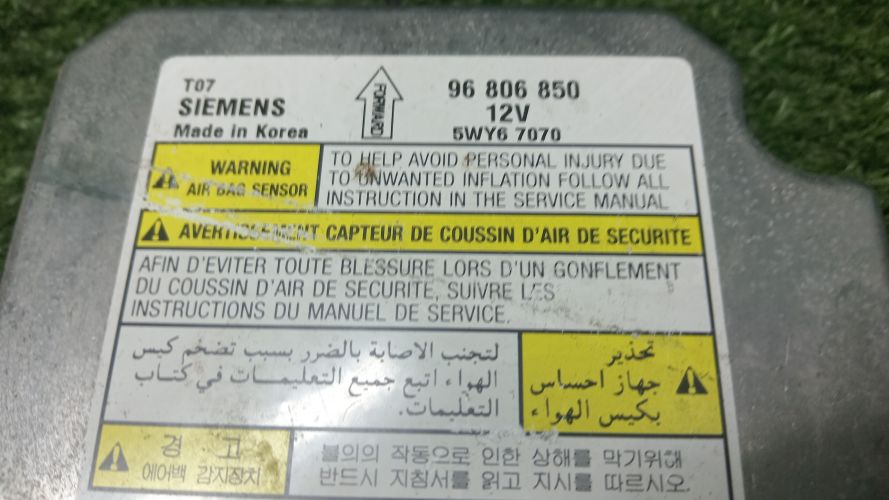 T07
SIEMENS
Made in Korea
FORWARD
96 806 850
12V
5WY6 7070
WARNING
AIR BAG SENSOR
TO HELP AVOID PERSONAL INJURY DUE
TO UNWANTED INFLATION FOLLOW ALL
INSTRUCTION IN THE SERVICE MANUAL
AVERTISSEMENT CAPTEUR DE COUSSIN D'AIR DE SECURITE
AFIN D'EVITER TOUTE BLESSURE LORS D'UN GONFLEMENT
DU COUSSIN D'AIR DE SECURITE, SUIVRE LES
INSTRUCTIONS DU MANUEL DE SERVICE.
تحذير
جهاز احساس
بكيس الهواء
لتجنب الاصابة بالضرر بسبب تضخم كيس
الهواء اتبع جميع التعليمات في كتاب
التعليمات.
경 고
에어백 감지장치
불의의 작동으로 인한 상해를 막기위해
반드시 지침서를 읽고 지시를 따르시오.